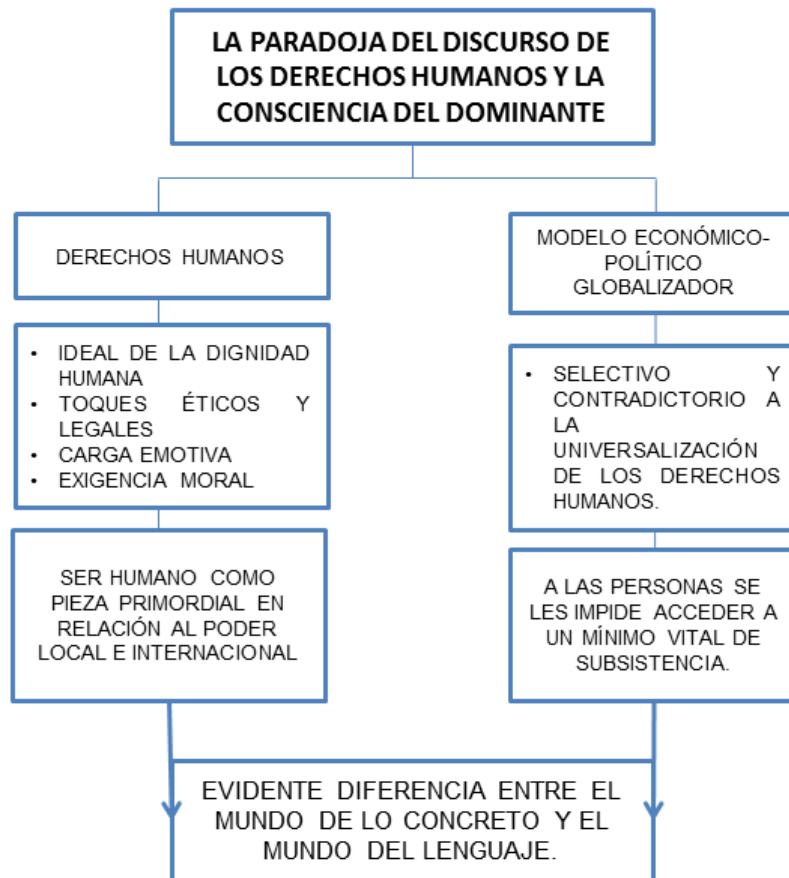 LA PARADOJA DEL DISCURSO DE
LOS DERECHOS HUMANOS Y LA
CONSCIENCIA DEL DOMINANTE
DERECHOS HUMANOS
• IDEAL DE LA DIGNIDAD
HUMANA
• TOQUES ÉTICOS Y
LEGALES
• CARGA EMOTIVA
• EXIGENCIA MORAL
SER HUMANO COMO
PIEZA PRIMORDIAL EN
RELACIÓN AL PODER
LOCAL E INTERNACIONAL
MODELO ECONÓMICO-
POLÍTICO
GLOBALIZADOR
• SELECTIVO Y
CONTRADICTORIO A
LA
UNIVERSALIZACIÓN
DE LOS DERECHOS
HUMANOS.
A LAS PERSONAS SE
LES IMPIDE ACCEDER A
UN MÍNIMO VITAL DE
SUBSISTENCIA.
EVIDENTE DIFERENCIA ENTRE EL
MUNDO DE LO CONCRETO Y EL
MUNDO DEL LENGUAJE.